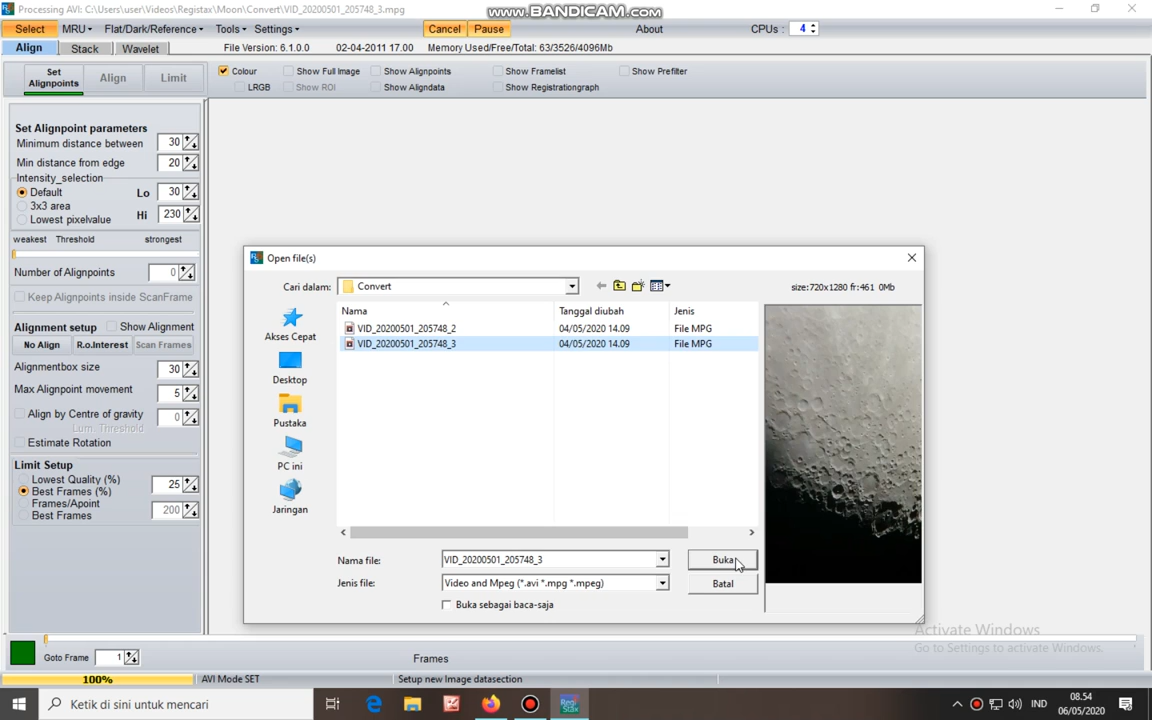 Processing AVI: C:\Users\user\Videos\Registax\Moon\Convert\VID_20200501_205748_3.mpg
www.BANDICAM.com
Select MRU Flat/Dark/Reference Tools Settings Cancel Pause About CPUs : 4
Align Stack Wavelet File Version: 6.1.0.0 02-04-2011 17.00 Memory Used/Free/Total: 63/3526/4096Mb
Set Alignpoints Align Limit
Colour Show Full Image Show Alignpoints Show Framelist Show Prefilter
LRGB Show ROI Show Aligndata Show Registrationgraph
Set Alignpoint parameters
Minimum distance between 30
Min distance from edge 20
Intensity_selection
Default Lo 30
3x3 area
Lowest pixelvalue Hi 230
weakest Threshold strongest
Number of Alignpoints 0
Keep Alignpoints inside ScanFrame
Alignment setup Show Alignment
No Align R.o.Interest Scan Frames
Alignmentbox size 30
Max Alignpoint movement 5
Align by Centre of gravity 0
Lum. Threshold
Estimate Rotation
Limit Setup
Lowest Quality (%)
Best Frames (%) 25
Frames/Apoint
Best Frames 200
Open file(s)
Cari dalam: Convert size:720x1280 fr:461 0Mb
Nama Tanggal diubah Jenis
VID_20200501_205748_2 04/05/2020 14.09 File MPG
VID_20200501_205748_3 04/05/2020 14.09 File MPG
Akses Cepat
Desktop
Pustaka
PC ini
Jaringan
Nama file: VID_20200501_205748_3 Buka
Jenis file: Video and Mpeg (*.avi *.mpg *.mpeg) Batal
Buka sebagai baca-saja
Activate Windows
Go to Settings to activate Windows.
Goto Frame 1 Frames
100% AVI Mode SET Setup new Image datasection
Ketik di sini untuk mencari
IND
08.54
06/05/2020